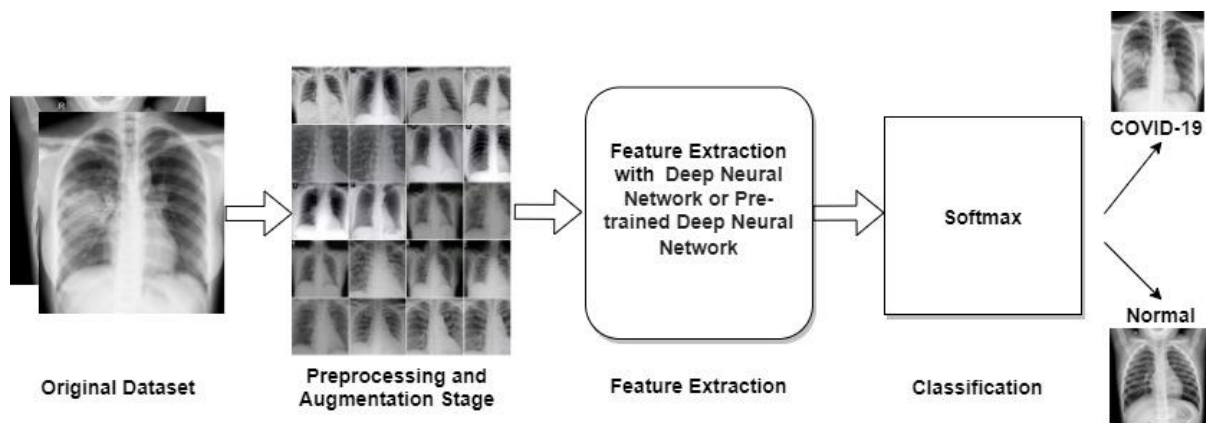 R
Original Dataset
Preprocessing and
Augmentation Stage
Feature Extraction
with Deep Neural
Network or Pre-
trained Deep Neural
Network
Feature Extraction
Softmax
Classification
COVID-19
Normal